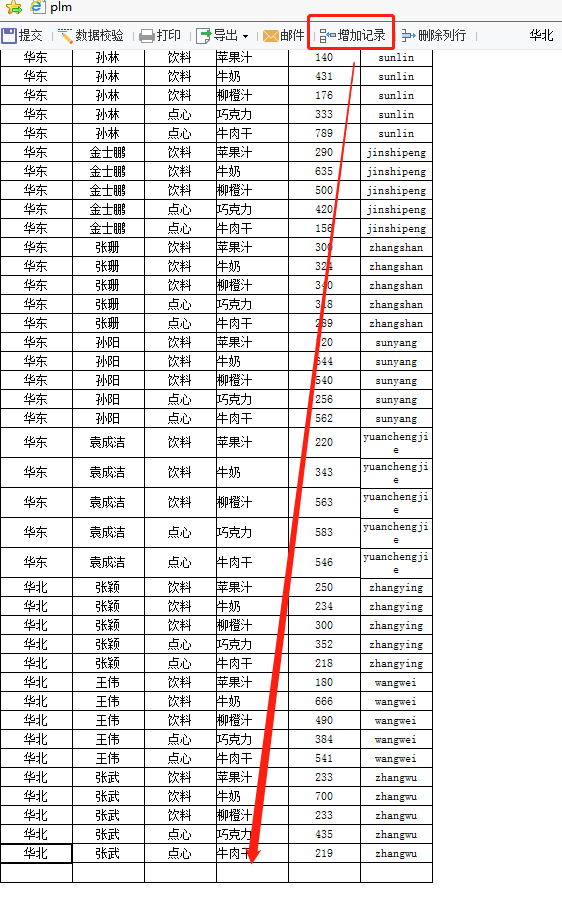 plm
提交 数据校验 打印 导出 邮件 增加记录 删除列行 华北
华东 孙林 饮料 苹果汁 140 sunlin
华东 孙林 饮料 牛奶 431 sunlin
华东 孙林 饮料 柳橙汁 176 sunlin
华东 孙林 点心 巧克力 333 sunlin
华东 孙林 点心 牛肉干 789 sunlin
华东 金士鹏 饮料 苹果汁 290 jinshipeng
华东 金士鹏 饮料 牛奶 635 jinshipeng
华东 金士鹏 饮料 柳橙汁 500 jinshipeng
华东 金士鹏 点心 巧克力 420 jinshipeng
华东 金士鹏 点心 牛肉干 156 jinshipeng
华东 张珊 饮料 苹果汁 300 zhangshan
华东 张珊 饮料 牛奶 324 zhangshan
华东 张珊 饮料 柳橙汁 340 zhangshan
华东 张珊 点心 巧克力 318 zhangshan
华东 张珊 点心 牛肉干 289 zhangshan
华东 孙阳 饮料 苹果汁 sunyang
华东 孙阳 饮料 牛奶 sunyang
华东 孙阳 饮料 柳橙汁 540 sunyang
华东 孙阳 点心 巧克力 256 sunyang
华东 孙阳 点心 牛肉干 562 sunyang
华东 袁成洁 饮料 苹果汁 220 yuanchengji
e
华东 袁成洁 饮料 牛奶 343 yuanchengji
e
华东 袁成洁 饮料 柳橙汁 563 yuanchengji
e
华东 袁成洁 点心 巧克力 583 yuanchengji
e
华东 袁成洁 点心 牛肉干 546 yuanchengji
e
华北 张颖 饮料 苹果汁 250 zhangying
华北 张颖 饮料 牛奶 234 zhangying
华北 张颖 饮料 柳橙汁 300 zhangying
华北 张颖 点心 巧克力 352 zhangying
华北 张颖 点心 牛肉干 218 zhangying
华北 王伟 饮料 苹果汁 180 wangwei
华北 王伟 饮料 牛奶 666 wangwei
华北 王伟 饮料 柳橙汁 490 wangwei
华北 王伟 点心 巧克力 384 wangwei
华北 王伟 点心 牛肉干 541 wangwei
华北 张武 饮料 苹果汁 233 zhangwu
华北 张武 饮料 牛奶 700 zhangwu
华北 张武 饮料 柳橙汁 233 zhangwu
华北 张武 点心 巧克力 435 zhangwu
华北 张武 点心 牛肉干 219 zhangwu